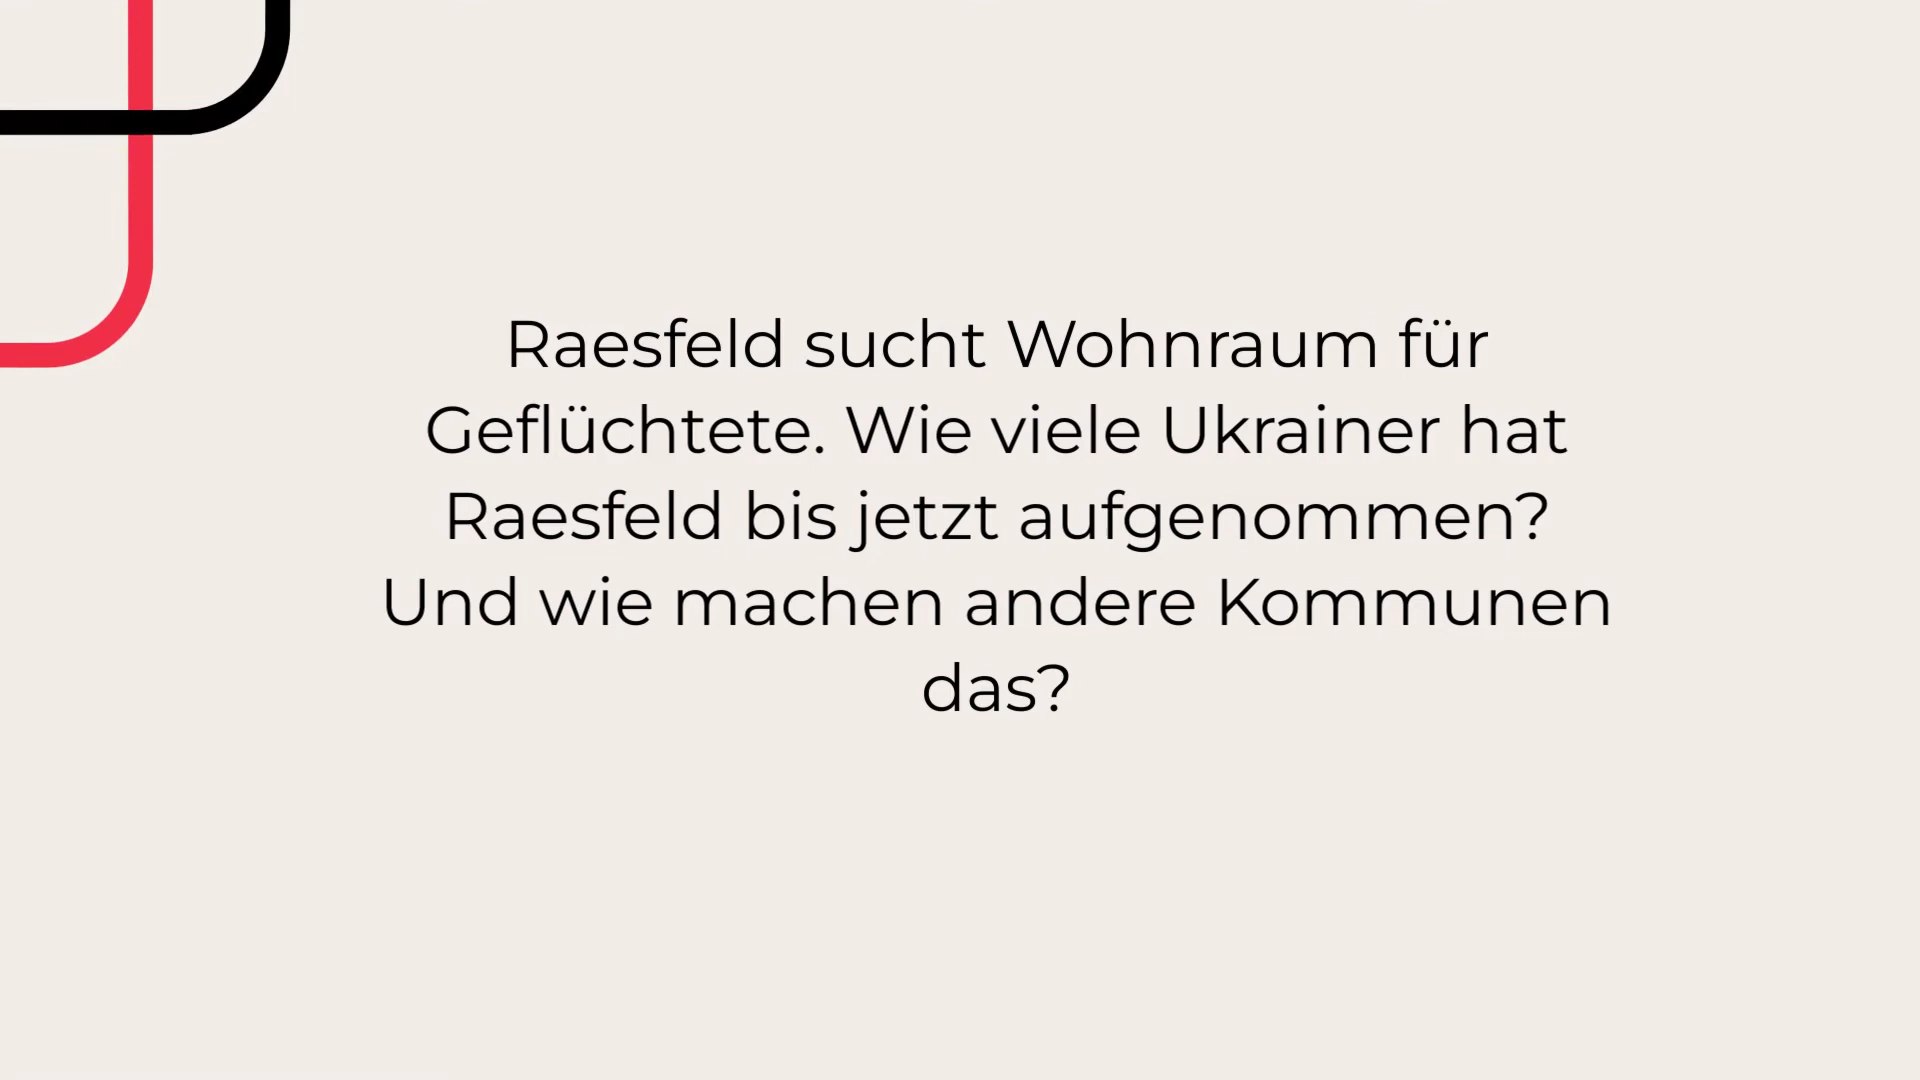 Raesfeld sucht Wohnraum für
Geflüchtete. Wie viele Ukrainer hat
Raesfeld bis jetzt aufgenommen?
Und wie machen andere Kommunen
das?